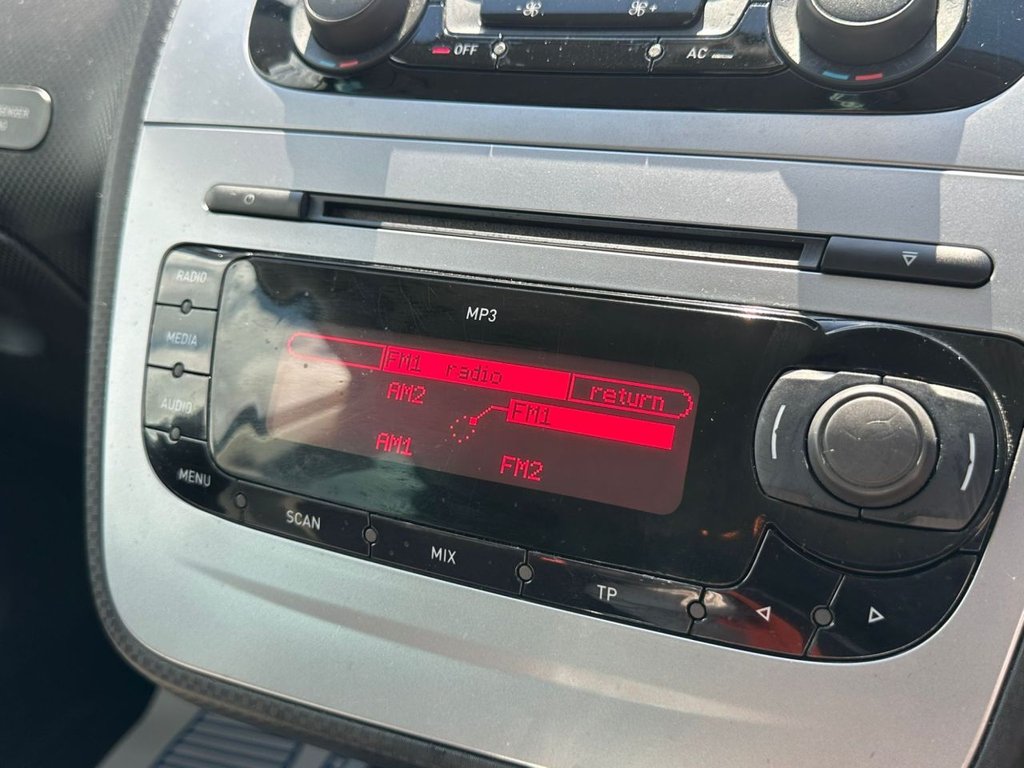 OFF
AC
RADIO
MEDIA
AUDIO
MENU
MP3
FM1 radio
return
AM2
FM1
AM1
FM2
SCAN
MIX
TP